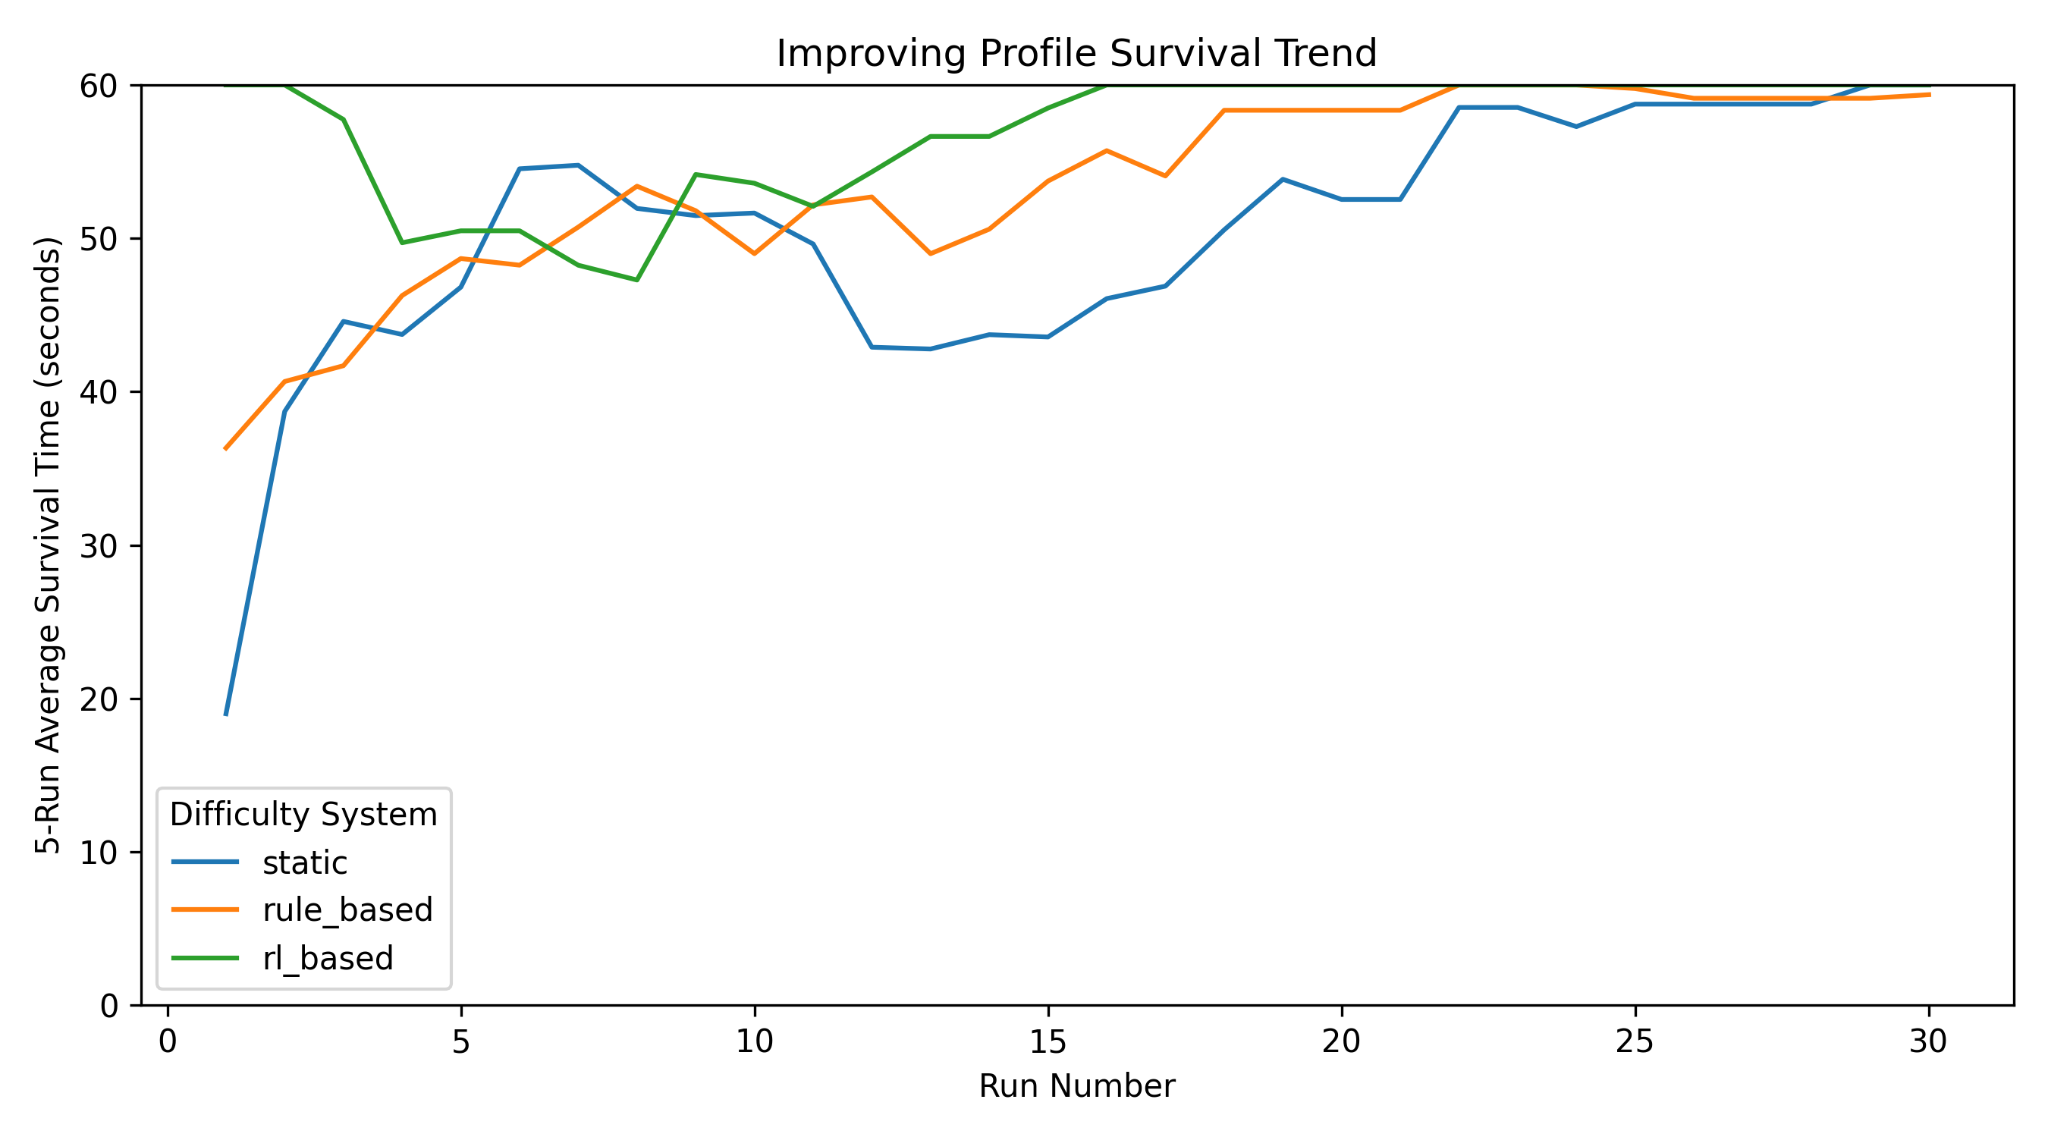 Improving Profile Survival Trend
60
50
40
30
20
10
0
5-Run Average Survival Time (seconds)
Difficulty System
static
rule_based
rl_based
0 5 10 15 20 25 30
Run Number